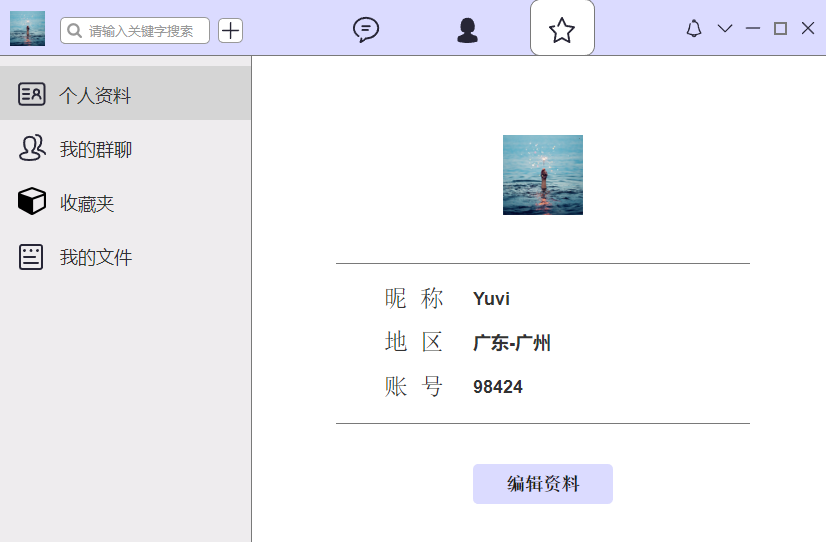 请输入关键字搜索
个人资料
我的群聊
收藏夹
我的文件
昵 称 Yuvi
地 区 广东-广州
账 号 98424
编辑资料